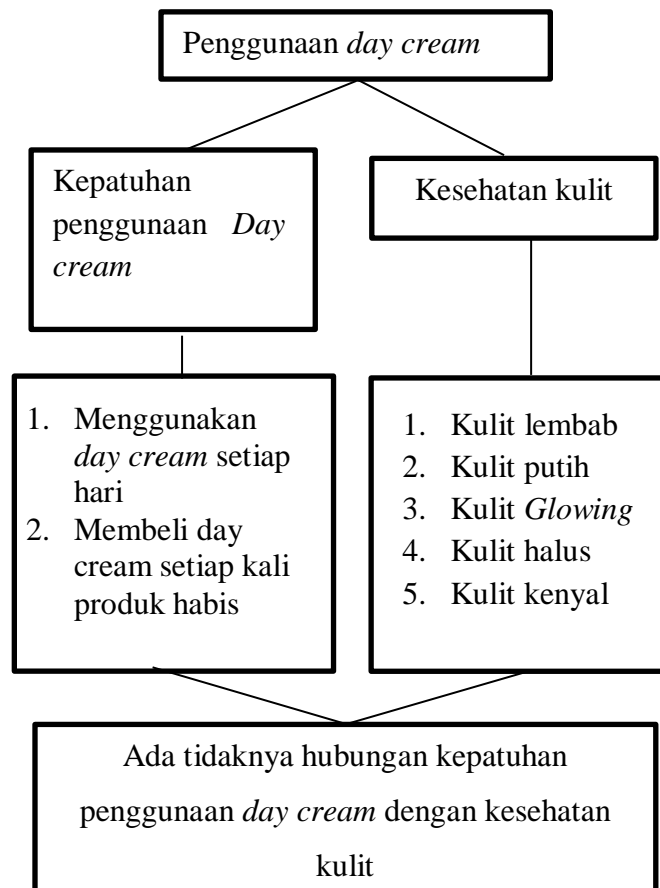 Penggunaan day cream
Kepatuhan
penggunaan Day
cream
Kesehatan kulit
1. Menggunakan
day cream setiap
hari
2. Membeli day
cream setiap kali
produk habis
1. Kulit lembab
2. Kulit putih
3. Kulit Glowing
4. Kulit halus
5. Kulit kenyal
Ada tidaknya hubungan kepatuhan
penggunaan day cream dengan kesehatan
kulit